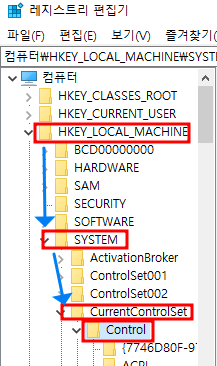 레지스트리 편집기
파일(F) 편집(E) 보기(V) 즐겨찾기
컴퓨터₩HKEY_LOCAL_MACHINE₩SYSTEM
컴퓨터
HKEY_CLASSES_ROOT
HKEY_CURRENT_USER
HKEY_LOCAL_MACHINE
BCD00000000
HARDWARE
SAM
SECURITY
SOFTWARE
SYSTEM
ActivationBroker
ControlSet001
ControlSet002
CurrentControlSet
Control
{7746D80F-97
ACPI